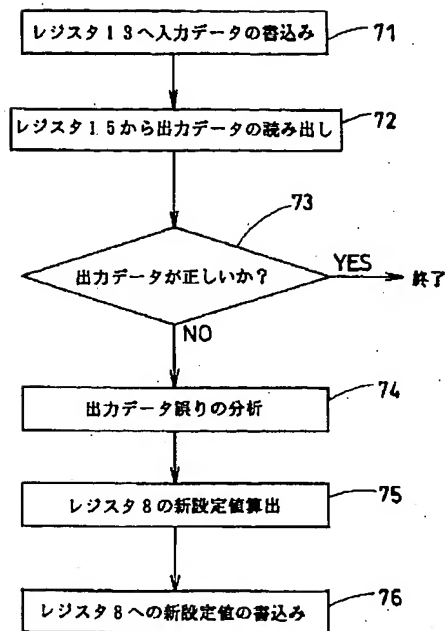 レジスタ13へ入力データの書込み
71
レジスタ15から出力データの読み出し
72
73
出力データが正しいか?
YES
終了
NO
出力データ誤りの分析
74
レジスタ8の新設定値算出
75
レジスタ8への新設定値の書込み
76